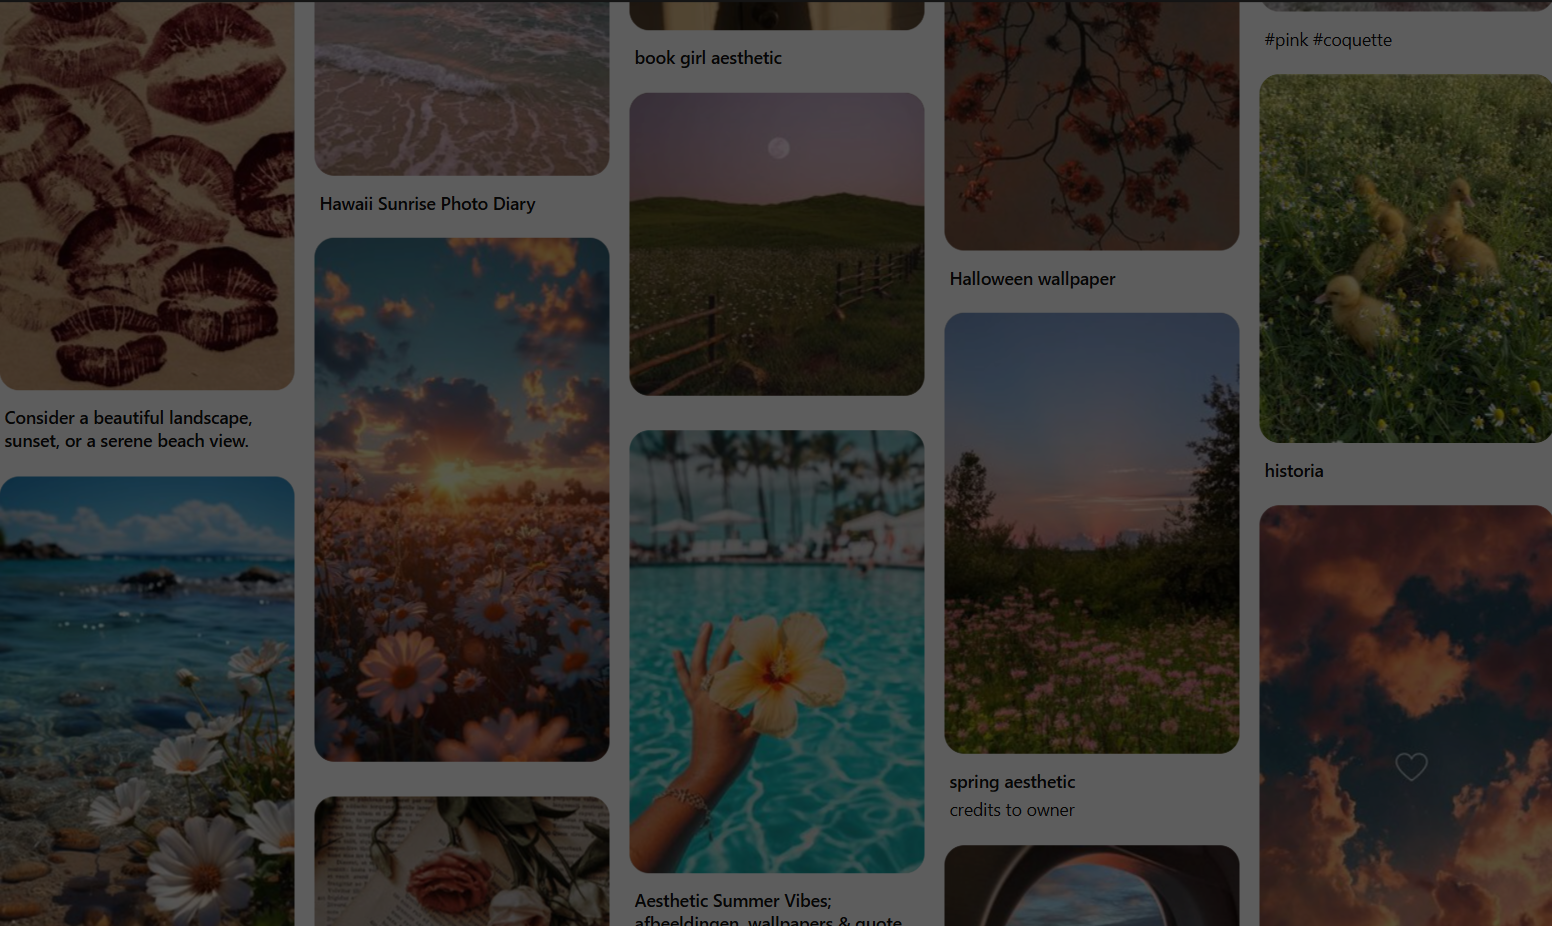 Consider a beautiful landscape,
sunset, or a serene beach view.
Hawaii Sunrise Photo Diary
book girl aesthetic
Aesthetic Summer Vibes;
afbeeldingen, wallpapers & quote
Halloween wallpaper
spring aesthetic
credits to owner
#pink #coquette
historia